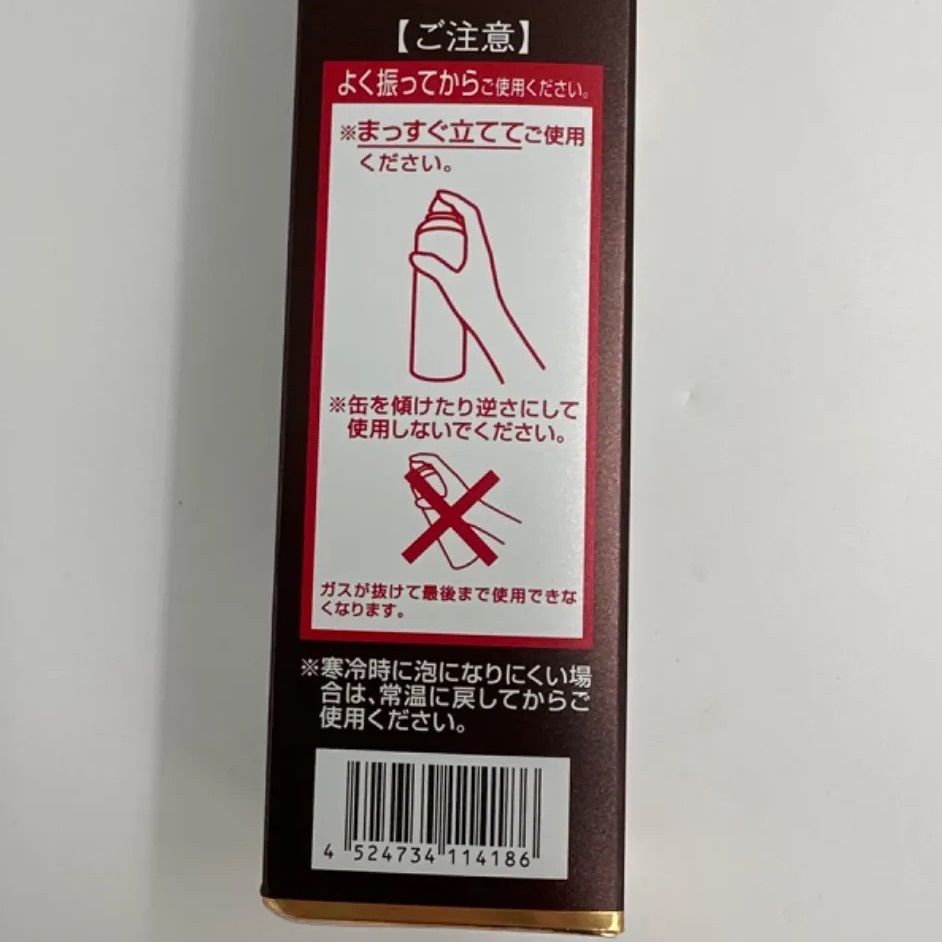 【ご注意】
よく振ってからご使用ください。
※まっすぐ立ててご使用
ください。
※缶を傾けたり逆さにして
使用しないでください。
ガスが抜けて最後まで使用できな
くなります。
※寒冷時に泡になりにくい場
合は、常温に戻してからご
使用ください。
4 524734 114186